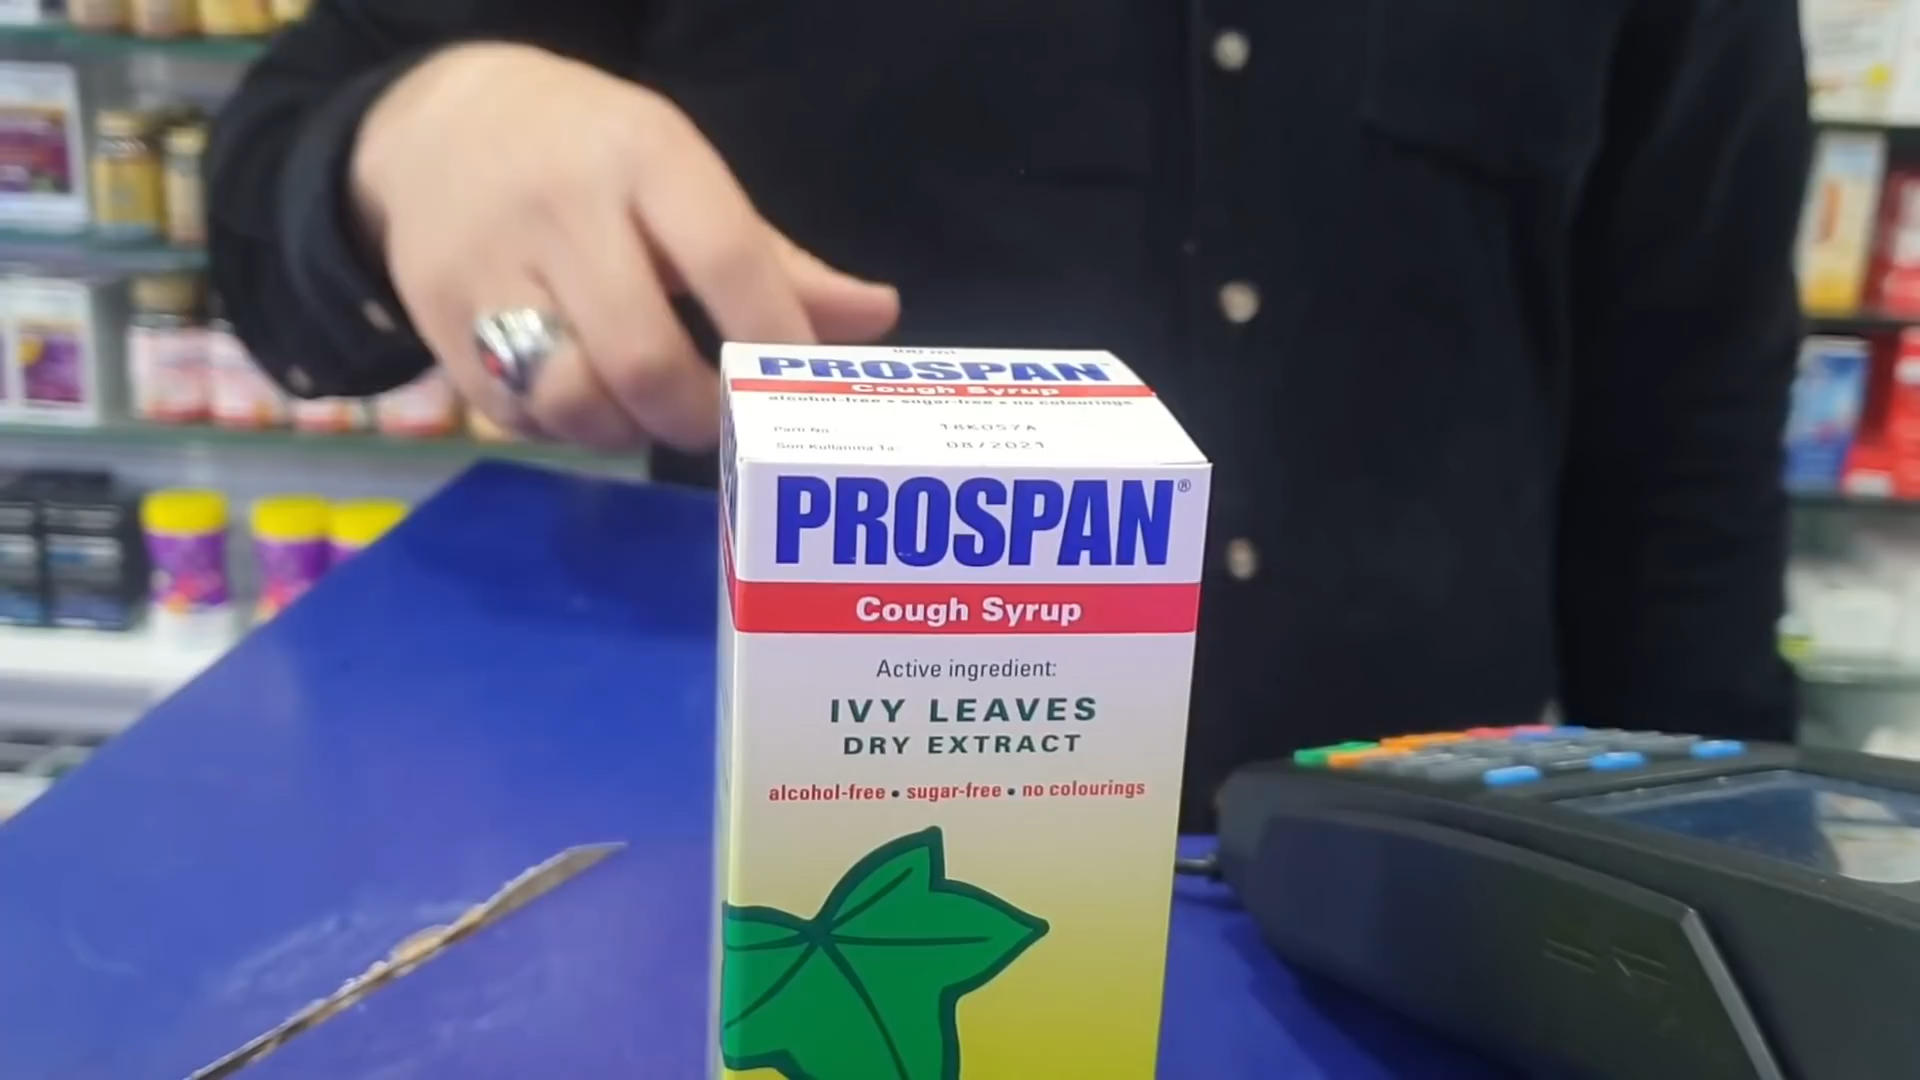 PROSPAN
Cough Syrup
alcohol-free • sugar-free • no colourings
Parti No :
Son Kullanma Ta: 08/2021
PROSPAN®
Cough Syrup
Active ingredient:
IVY LEAVES
DRY EXTRACT
alcohol-free • sugar-free • no colourings